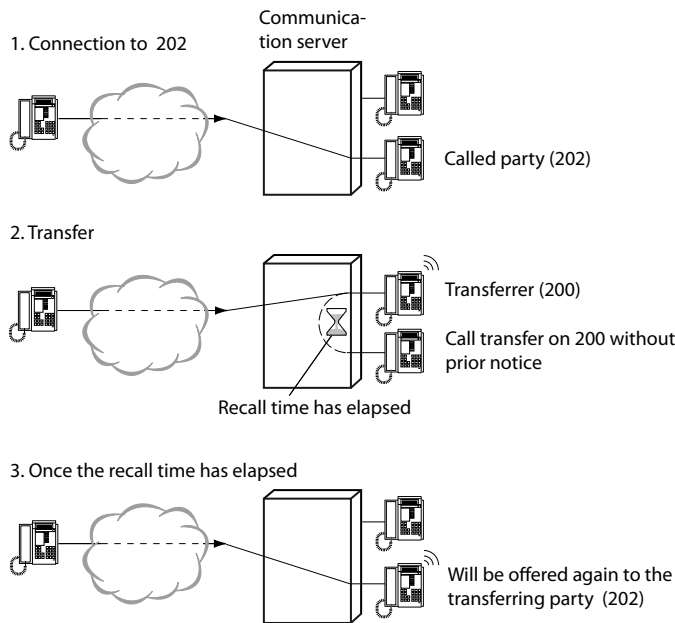 Communica-
tion server
1. Connection to 202
Called party (202)
2. Transfer
Transferrer (200)
Call transfer on 200 without
prior notice
Recall time has elapsed
3. Once the recall time has elapsed
Will be offered again to the
transferring party (202)